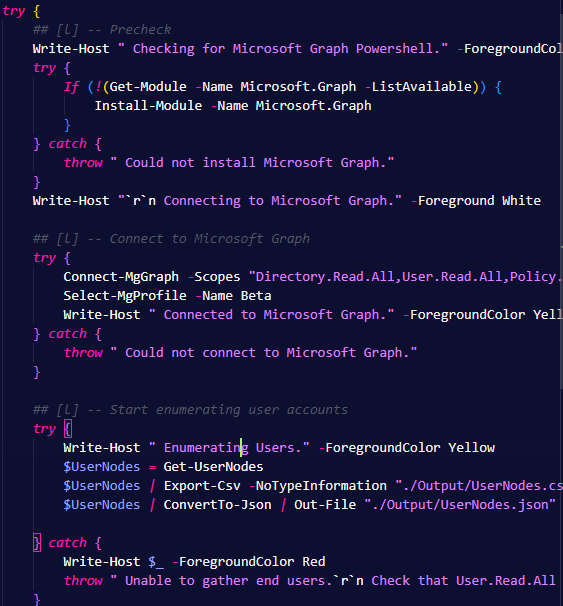 try {
## [l] -- Precheck
Write-Host " Checking for Microsoft Graph Powershell." -ForegroundCol
try {
If (!(Get-Module -Name Microsoft.Graph -ListAvailable)) {
Install-Module -Name Microsoft.Graph
}
} catch {
throw " Could not install Microsoft Graph."
}
Write-Host "`r`n Connecting to Microsoft Graph." -Foreground White
## [l] -- Connect to Microsoft Graph
try {
Connect-MgGraph -Scopes "Directory.Read.All,User.Read.All,Policy.
Select-MgProfile -Name Beta
Write-Host " Connected to Microsoft Graph." -ForegroundColor Yell
} catch {
throw " Could not connect to Microsoft Graph."
}
## [l] -- Start enumerating user accounts
try {
Write-Host " Enumerating Users." -ForegroundColor Yellow
$UserNodes = Get-UserNodes
$UserNodes | Export-Csv -NoTypeInformation "./Output/UserNodes.cs
$UserNodes | ConvertTo-Json | Out-File "./Output/UserNodes.json"
} catch {
Write-Host $_ -ForegroundColor Red
throw " Unable to gather end users.`r`n Check that User.Read.All
}